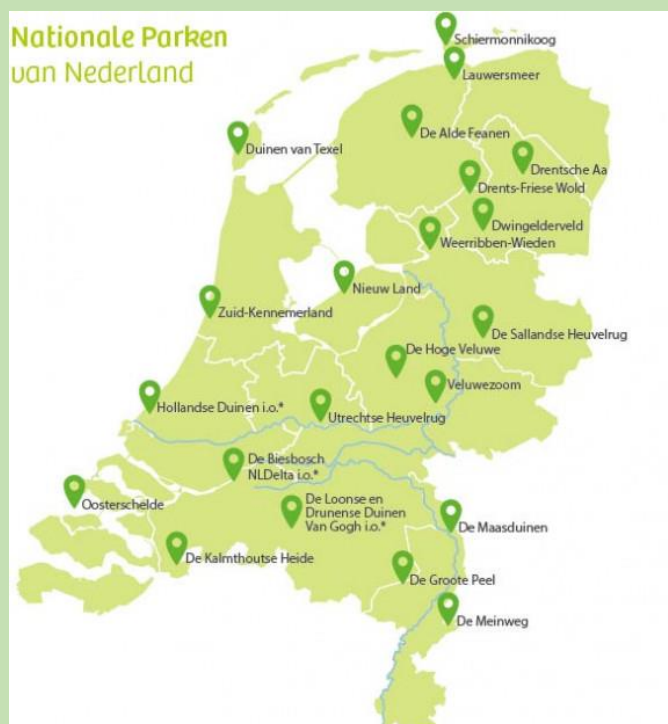 Nationale Parken
van Nederland
Schiermonnikoog
Lauwersmeer
De Alde Feanen
Duinen van Texel
Drentsche Aa
Drents-Friese Wold
Dwingelderveld
Weerribben-Wieden
Nieuw Land
Zuid-Kennemerland
De Sallandse Heuvelrug
De Hoge Veluwe
Veluwezoom
Hollandse Duinen i.o.*
Utrechtse Heuvelrug
De Biesbosch
NLDelta i.o.*
Oosterschelde
De Loonse en
Drunense Duinen
Van Gogh i.o.*
De Maasduinen
De Kalmthoutse Heide
De Groote Peel
De Meinweg